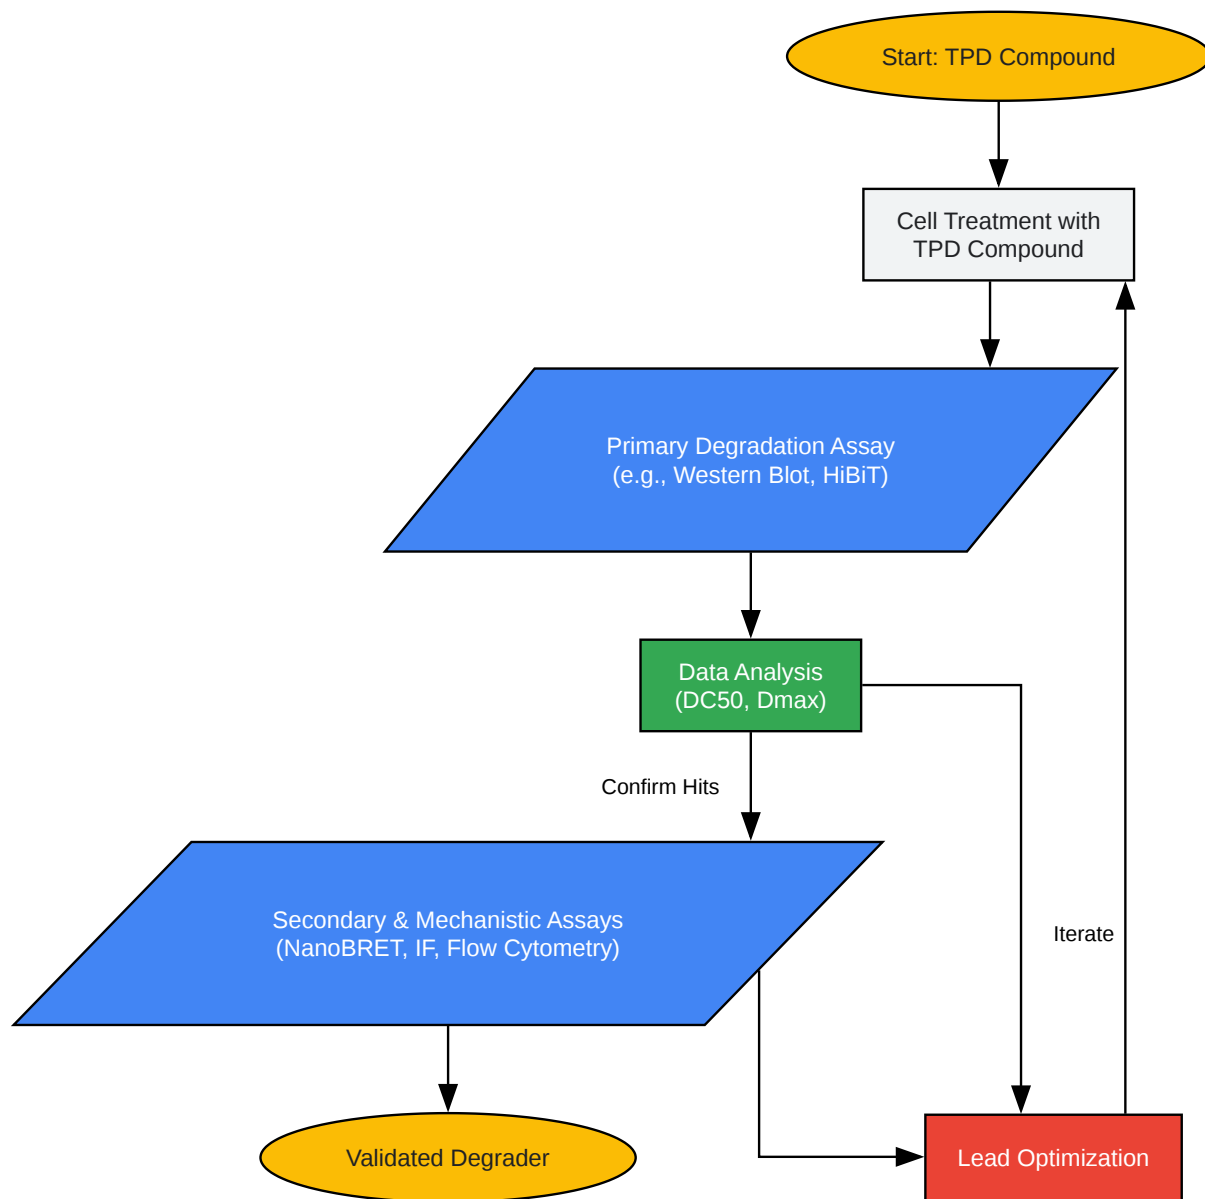 Start: TPD Compound
Cell Treatment with
TPD Compound
Primary Degradation Assay
(e.g., Western Blot, HiBiT)
Data Analysis
(DC50, Dmax)
Confirm Hits
Secondary & Mechanistic Assays
(NanoBRET, IF, Flow Cytometry)
Iterate
Validated Degrader
Lead Optimization